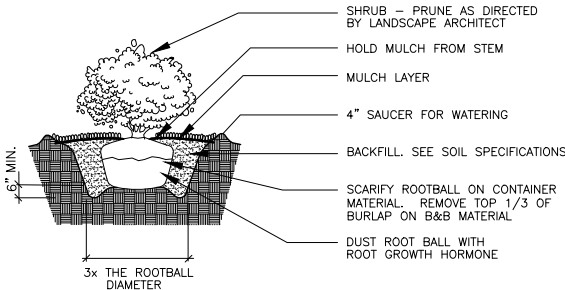 SHRUB – PRUNE AS DIRECTED
BY LANDSCAPE ARCHITECT
HOLD MULCH FROM STEM
MULCH LAYER
4" SAUCER FOR WATERING
BACKFILL. SEE SOIL SPECIFICATIONS
SCARIFY ROOTBALL ON CONTAINER
MATERIAL. REMOVE TOP 1/3 OF
BURLAP ON B&B MATERIAL
DUST ROOT BALL WITH
ROOT GROWTH HORMONE
6" MIN.
3x THE ROOTBALL
DIAMETER